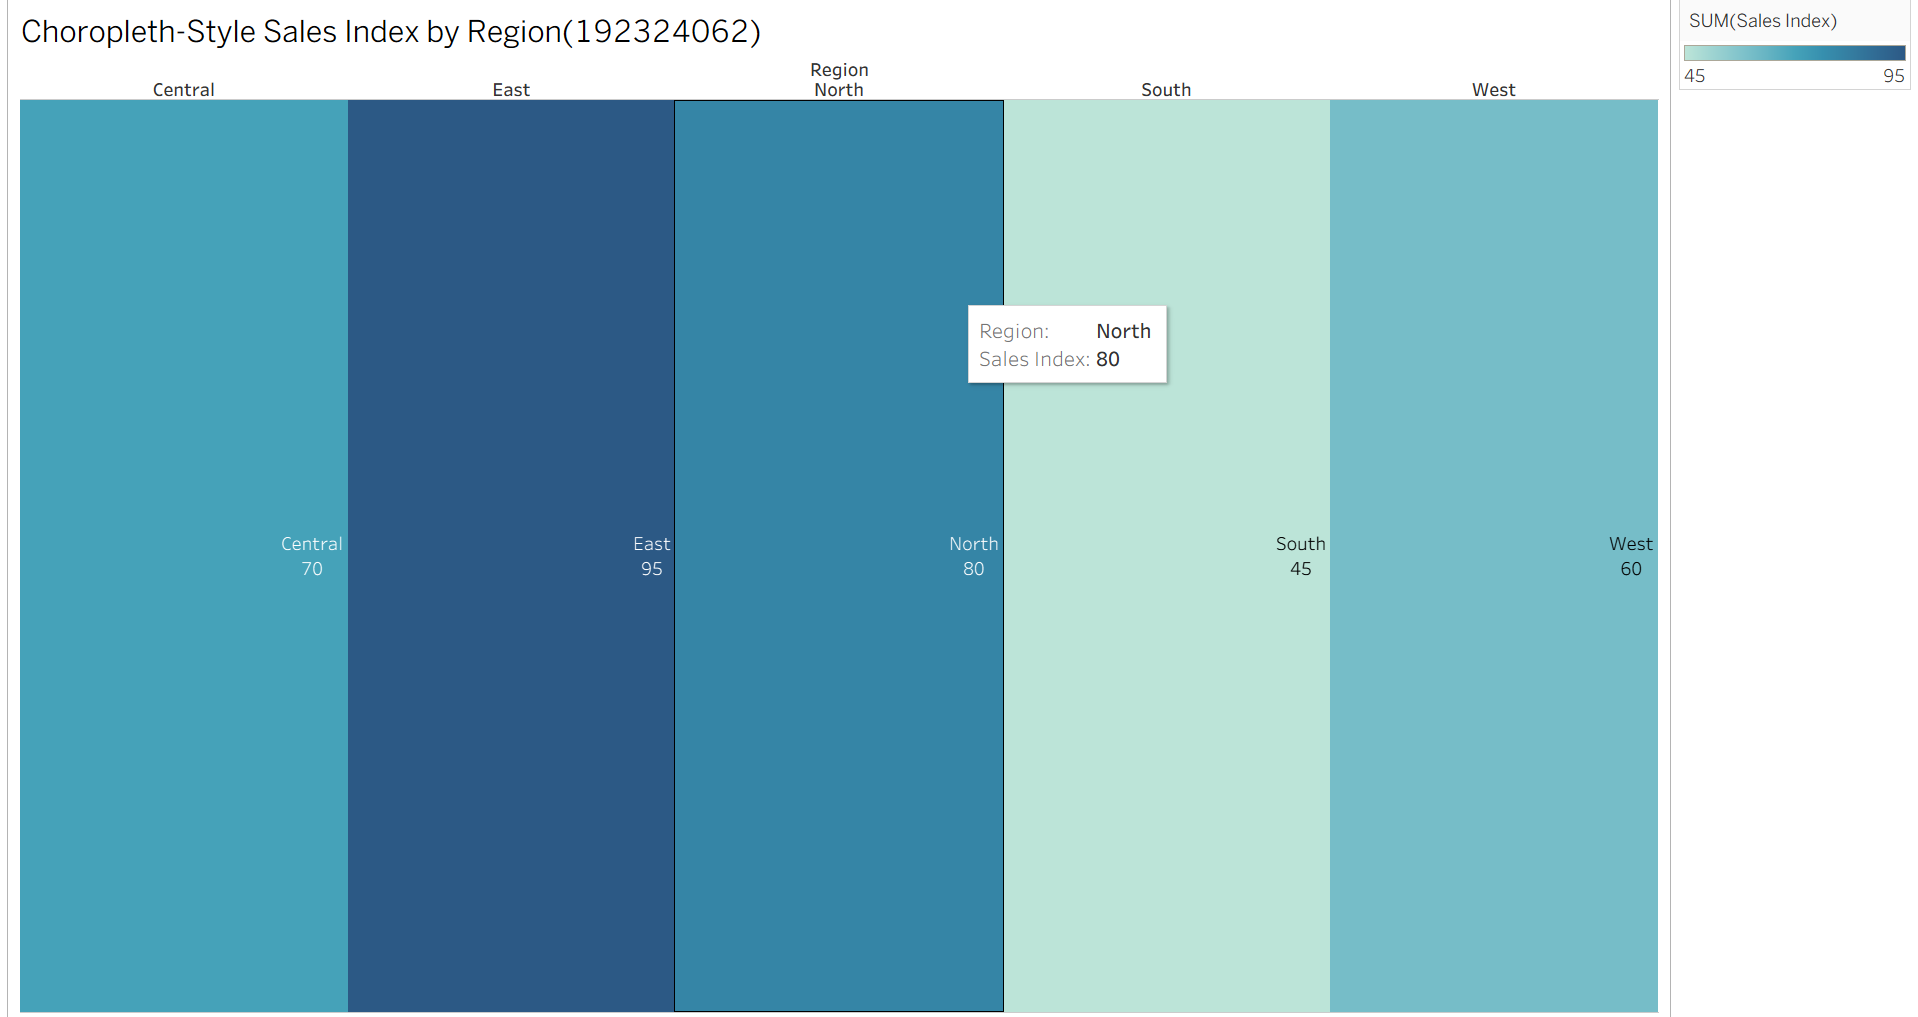 Choropleth-Style Sales Index by Region(192324062)
SUM(Sales Index)
45 95
Region
Central East North South West
Region: North
Sales Index: 80
Central East North South West
70 95 80 45 60